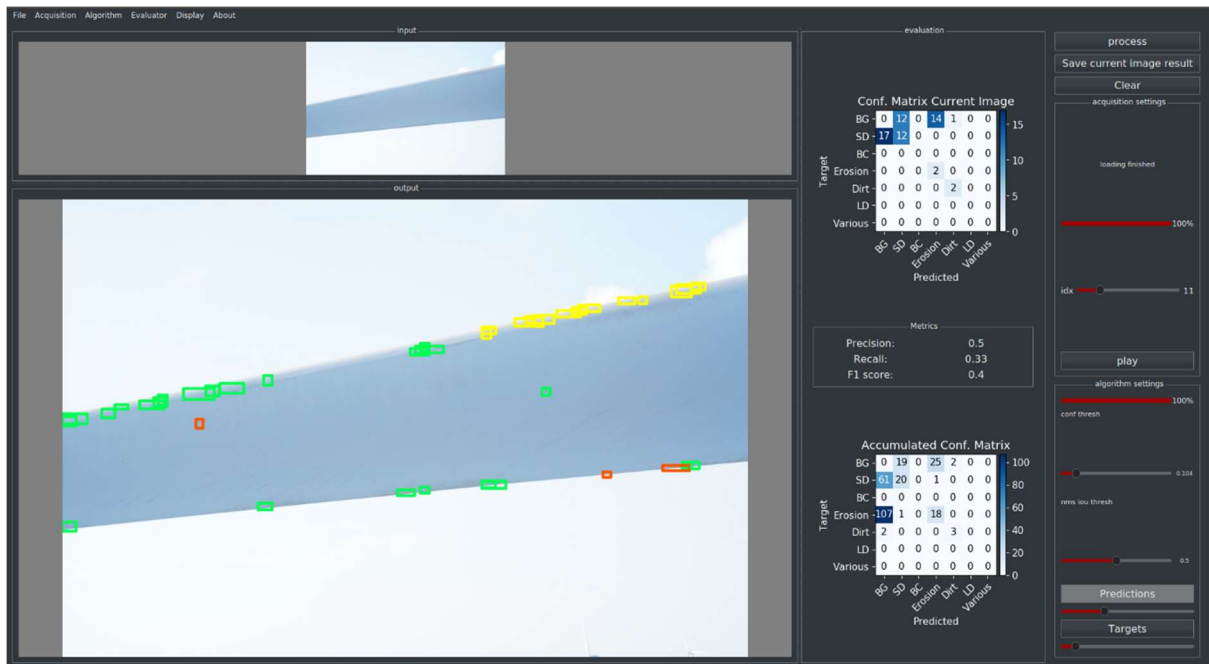 File Acquisition Algorithm Evaluator Display About
input
output
evaluation
Conf. Matrix Current Image
BG 0 12 0 14 1 0 0
SD 17 12 0 0 0 0 0
BC 0 0 0 0 0 0 0
Erosion 0 0 0 2 0 0 0
Dirt 0 0 0 0 2 0 0
LD 0 0 0 0 0 0 0
Various 0 0 0 0 0 0 0
Target
15
10
5
0
BG SD BC Erosion Dirt LD Various
Predicted
Metrics
Precision: 0.5
Recall: 0.33
F1 score: 0.4
Accumulated Conf. Matrix
BG 0 19 0 25 2 0 0
SD 61 20 0 1 0 0 0
BC 0 0 0 0 0 0 0
Erosion 107 1 0 18 0 0 0
Dirt 2 0 0 0 3 0 0
LD 0 0 0 0 0 0 0
Various 0 0 0 0 0 0 0
Target
100
80
60
40
20
0
BG SD BC Erosion Dirt LD Various
Predicted
process
Save current image result
Clear
acquisition settings
loading finished
100%
idx 11
play
algorithm settings
100%
conf thresh
0.104
nms iou thresh
0.5
Predictions
Targets